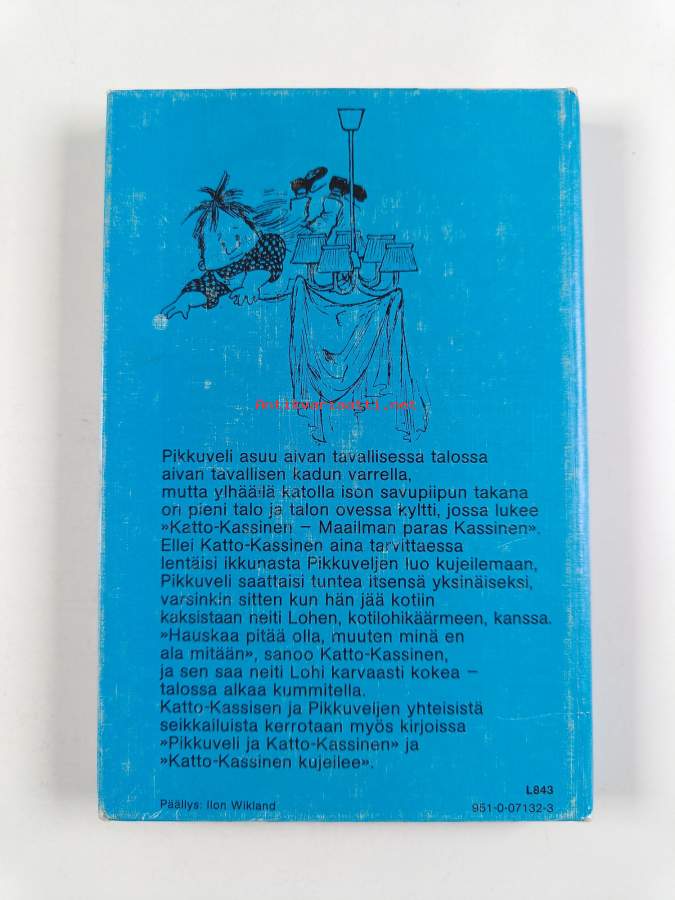 Antikvariaatti.net
Pikkuveli asuu aivan tavallisessa talossa
aivan tavallisen kadun varrella,
mutta ylhäällä katolla ison savupiipun takana
on pieni talo ja talon ovessa kyltti, jossa lukee
»Katto-Kassinen – Maailman paras Kassinen».
Ellei Katto-Kassinen aina tarvittaessa
lentäisi ikkunasta Pikkuveljen luo kujeilemaan,
Pikkuveli saattaisi tuntea itsensä yksinäiseksi,
varsinkin sitten kun hän jää kotiin
kaksistaan neiti Lohen, kotilohikäärmeen, kanssa.
»Hauskaa pitää olla, muuten minä en
ala mitään», sanoo Katto-Kassinen,
ja sen saa neiti Lohi karvaasti kokea –
talossa alkaa kummitella.
Katto-Kassisen ja Pikkuveljen yhteisistä
seikkailuista kerrotaan myös kirjoissa
»Pikkuveli ja Katto-Kassinen» ja
»Katto-Kassinen kujeilee».
L843
Päällys: Ilon Wikland
951-0-07132-3